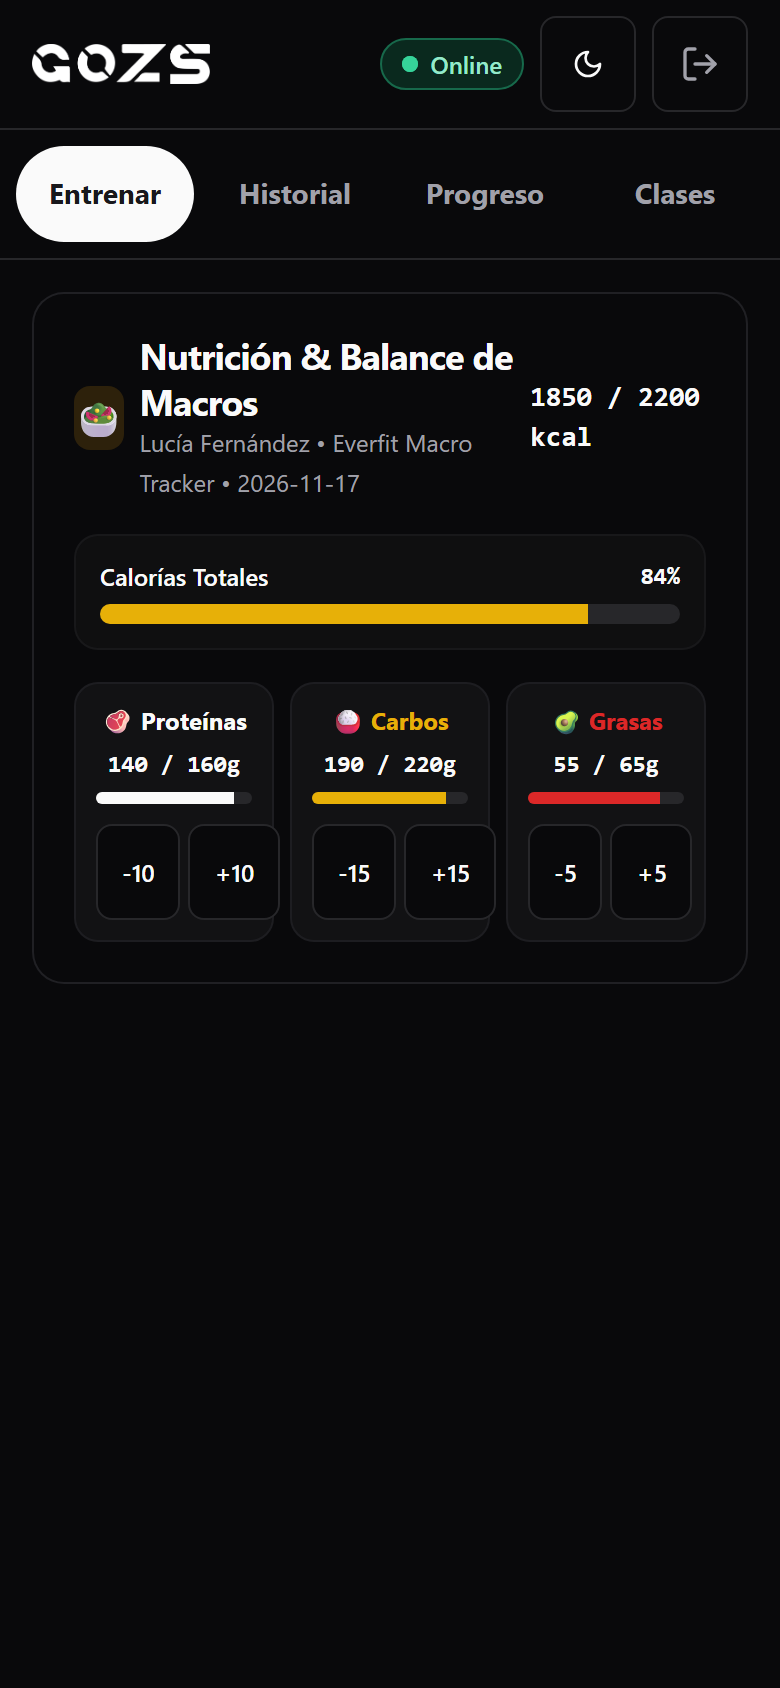 GOZS
Online
Entrenar
Historial
Progreso
Clases
Nutrición & Balance de
Macros
Lucía Fernández • Everfit Macro
Tracker • 2026-11-17
1850 / 2200
kcal
Calorías Totales
84%
Proteínas
140 / 160g
-10
+10
Carbos
190 / 220g
-15
+15
Grasas
55 / 65g
-5
+5